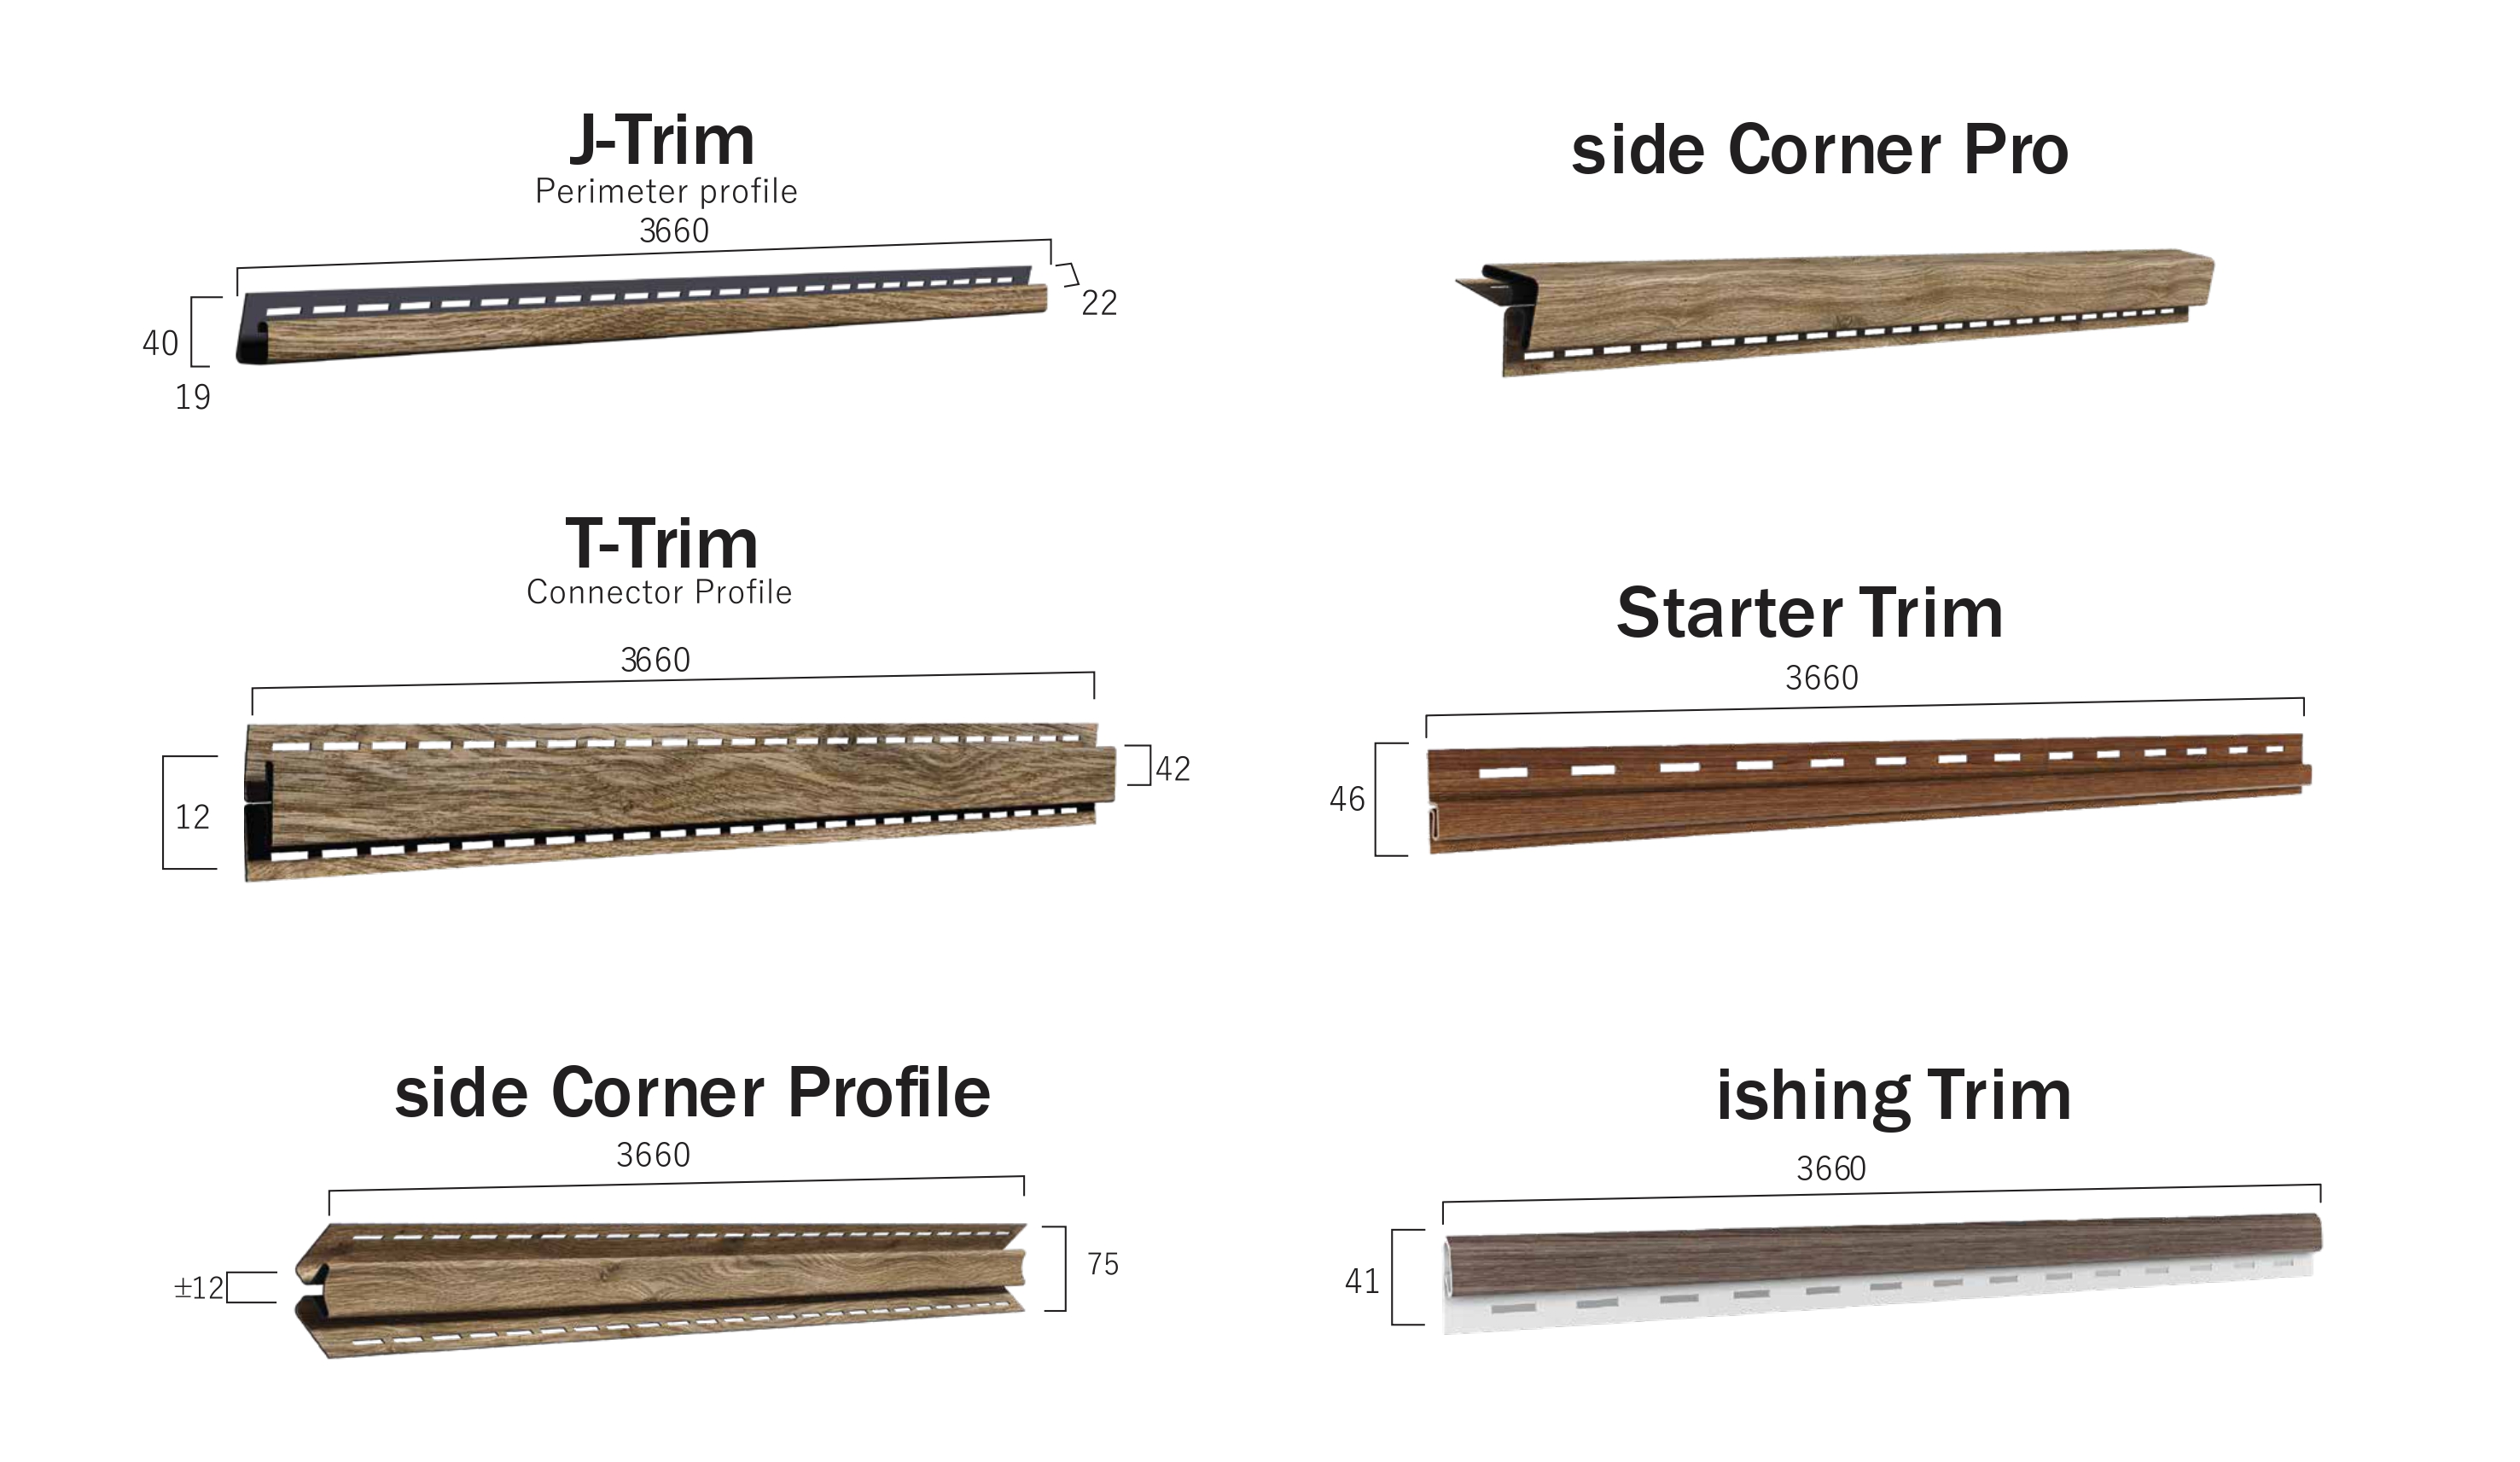 J-Trim
Perimeter profile
3660
22
40
19
side Corner Pro
T-Trim
Connector Profile
3660
42
12
Starter Trim
3660
46
side Corner Profile
3660
±12
75
ishing Trim
3660
41